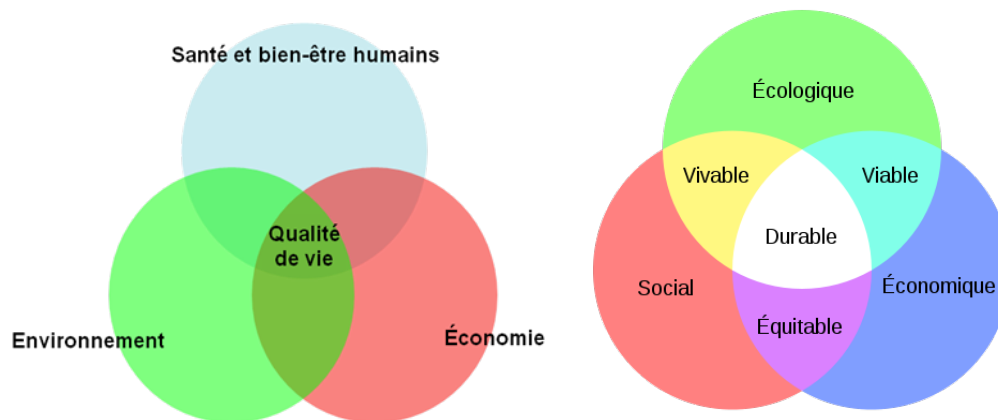 Santé et bien-être humains
Qualité
de vie
Environnement
Économie
Écologique
Vivable
Viable
Durable
Social
Économique
Équitable